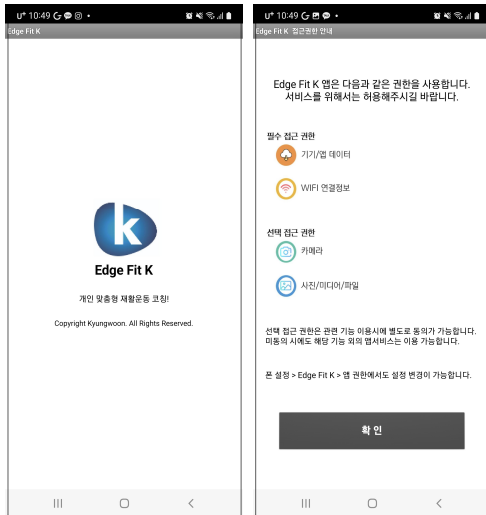 U+ 10:49
Edge Fit K
k
Edge Fit K
개인 맞춤형 재활운동 코칭!
Copyright Kyungwoon. All Rights Reserved.
U+ 10:49
Edge Fit K 접근권한 안내
Edge Fit K 앱은 다음과 같은 권한을 사용합니다.
서비스를 위해서는 허용해주시길 바랍니다.
필수 접근 권한
기기/앱 데이터
WIFI 연결정보
선택 접근 권한
카메라
사진/미디어/파일
선택 접근 권한은 관련 기능 이용시에 별도로 동의가 가능합니다.
미동의 시에도 해당 기능 외의 앱서비스는 이용 가능합니다.
폰 설정 > Edge Fit K > 앱 권한에서도 설정 변경이 가능합니다.
확 인